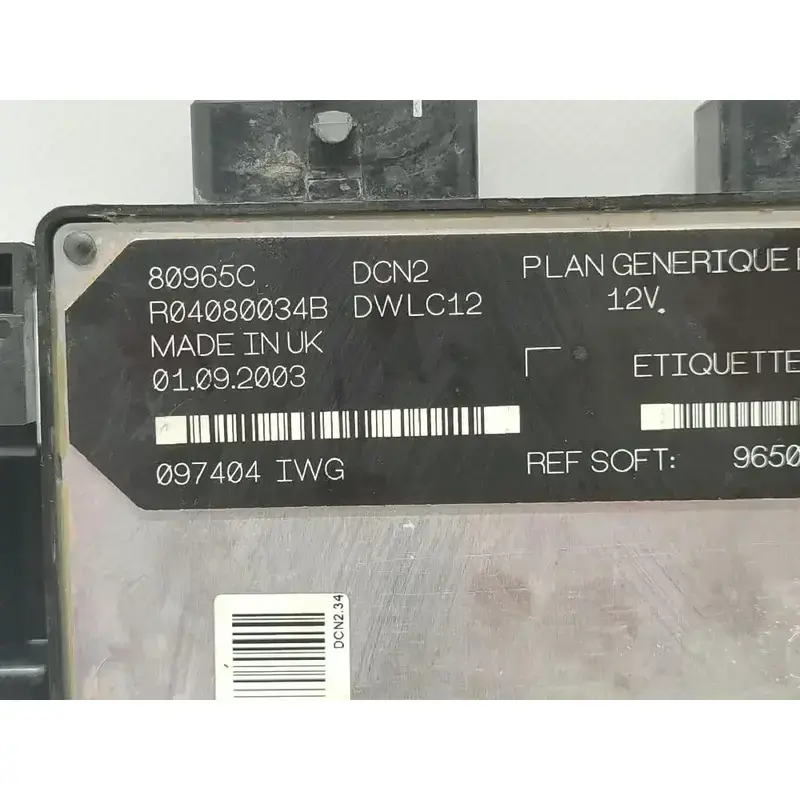 80965C DCN2 PLAN GENERIQUE
R04080034B DWLC12 12V.
MADE IN UK
01.09.2003 ETIQUETTE
097404 IWG REF SOFT: 9650
DCN2.34